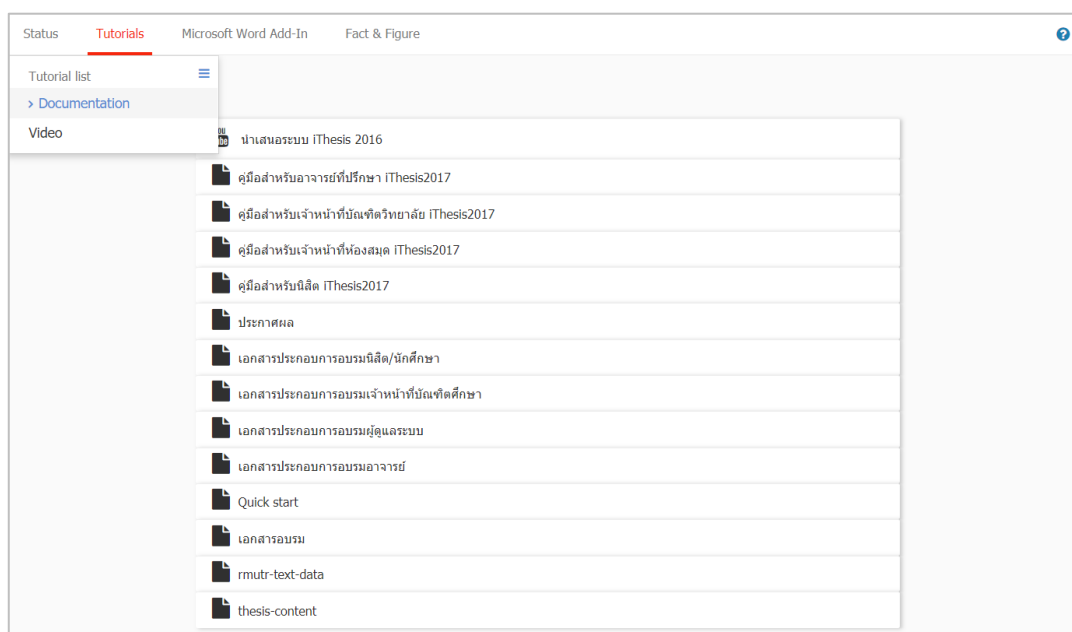 Status Tutorials Microsoft Word Add-In Fact & Figure
Tutorial list
> Documentation
Video
นำเสนอระบบ iThesis 2016
คู่มือสำหรับอาจารย์ที่ปรึกษา iThesis2017
คู่มือสำหรับเจ้าหน้าที่บัณฑิตวิทยาลัย iThesis2017
คู่มือสำหรับเจ้าหน้าที่ห้องสมุด iThesis2017
คู่มือสำหรับนิสิต iThesis2017
ประกาศผล
เอกสารประกอบการอบรมนิสิต/นักศึกษา
เอกสารประกอบการอบรมเจ้าหน้าที่บัณฑิตศึกษา
เอกสารประกอบการอบรมผู้ดูแลระบบ
เอกสารประกอบการอบรมอาจารย์
Quick start
เอกสารอบรม
rmutr-text-data
thesis-content